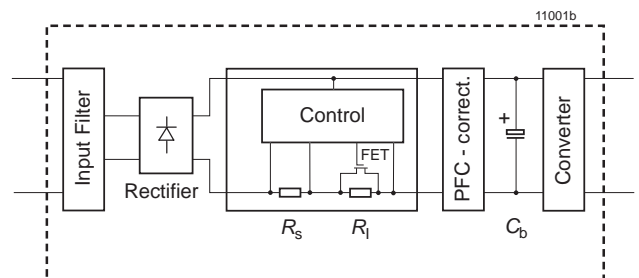 11001b
Input Filter
Rectifier
Control
FET
Rs
Rl
PFC - correct.
+
Cb
Converter